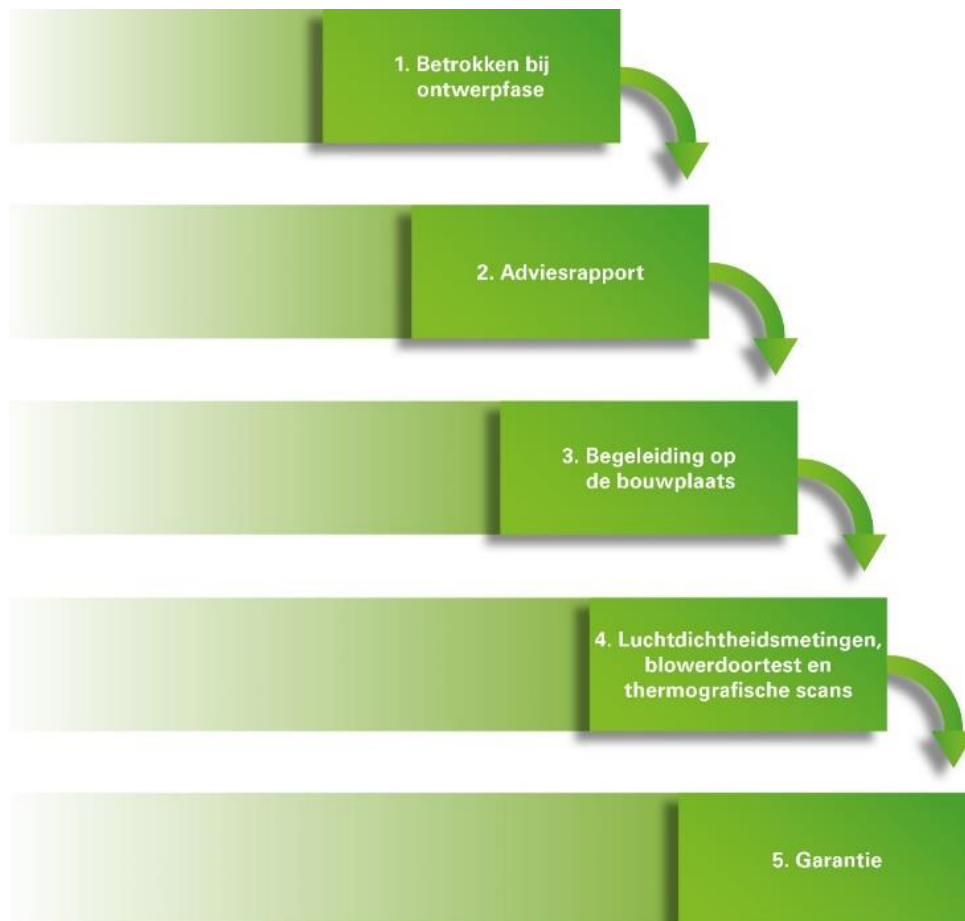 1. Betrokken bij
ontwerpfase
2. Adviesrapport
3. Begeleiding op
de bouwplaats
4. Luchtdichtheidsmetingen,
blowerdoortest en
thermografische scans
5. Garantie